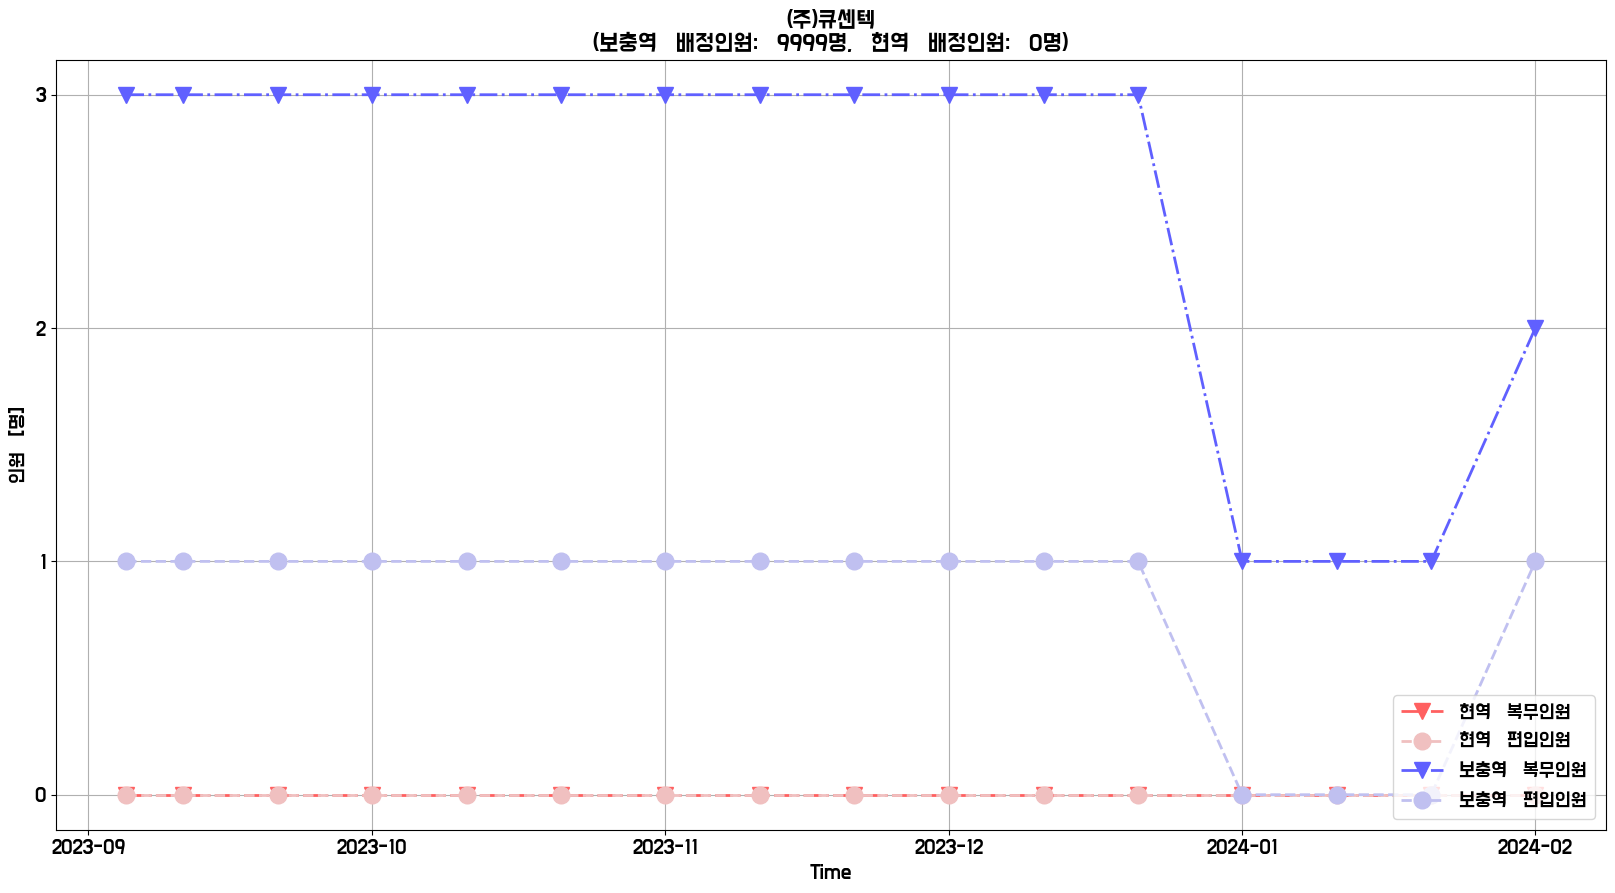 (주)큐센텍
(보충역 배정인원: 9999명, 현역 배정인원: 0명)
3
2
1
0
인원 [명]
2023-09 2023-10 2023-11 2023-12 2024-01 2024-02
Time
현역 복무인원
현역 편입인원
보충역 복무인원
보충역 편입인원